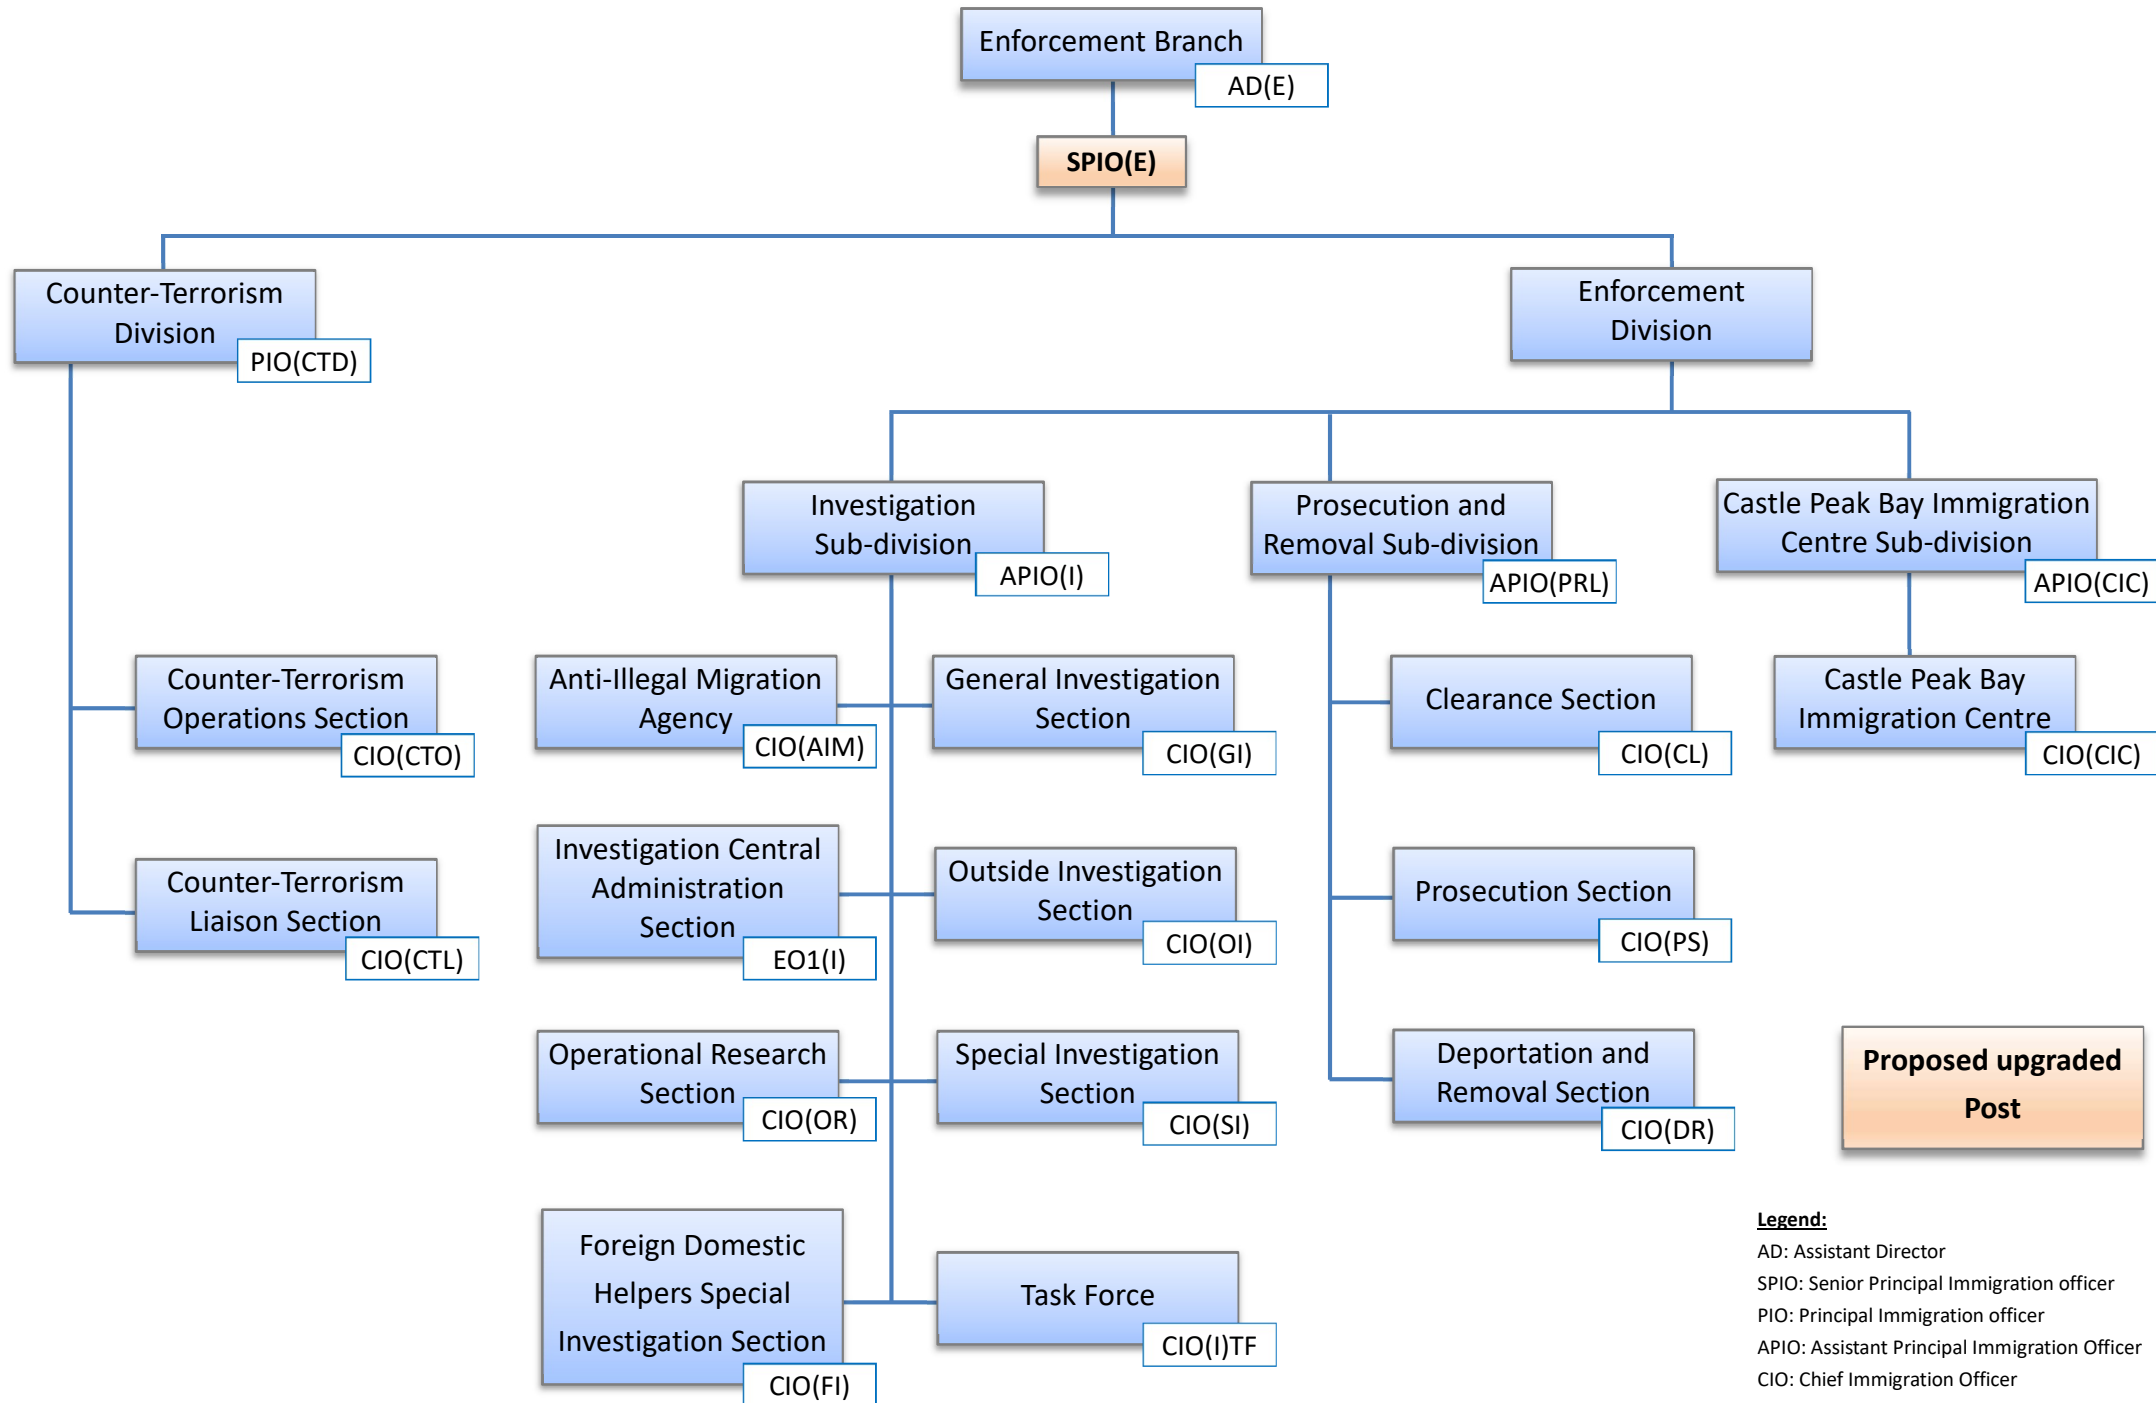 Enforcement Branch
AD(E)
SPIO(E)
Counter-Terrorism
Division
PIO(CTD)
Enforcement
Division
Investigation
Sub-division
APIO(I)
Prosecution and
Removal Sub-division
APIO(PRL)
Castle Peak Bay Immigration
Centre Sub-division
APIO(CIC)
Counter-Terrorism
Operations Section
CIO(CTO)
Anti-Illegal Migration
Agency
CIO(AIM)
General Investigation
Section
CIO(GI)
Clearance Section
CIO(CL)
Castle Peak Bay
Immigration Centre
CIO(CIC)
Counter-Terrorism
Liaison Section
CIO(CTL)
Investigation Central
Administration
Section
EO1(I)
Outside Investigation
Section
CIO(OI)
Prosecution Section
CIO(PS)
Operational Research
Section
CIO(OR)
Special Investigation
Section
CIO(SI)
Deportation and
Removal Section
CIO(DR)
Proposed upgraded
Post
Foreign Domestic
Helpers Special
Investigation Section
CIO(FI)
Task Force
CIO(I)TF
Legend:
AD: Assistant Director
SPIO: Senior Principal Immigration officer
PIO: Principal Immigration officer
APIO: Assistant Principal Immigration Officer
CIO: Chief Immigration Officer